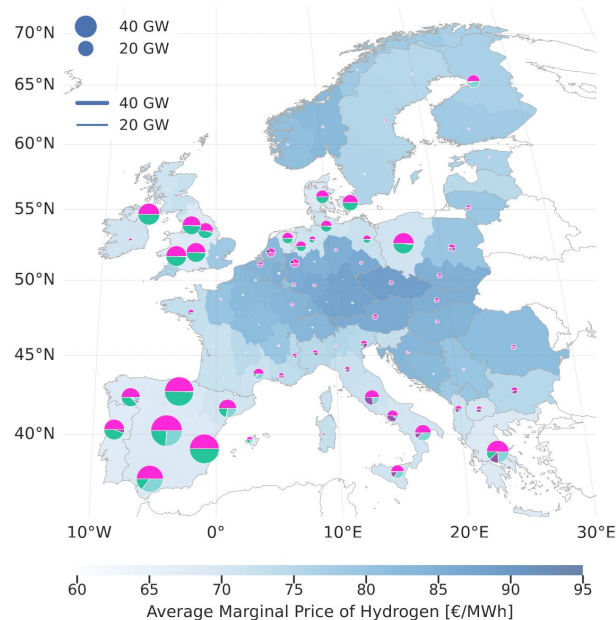 70°N
65°N
60°N
55°N
50°N
45°N
40°N
40 GW
20 GW
40 GW
20 GW
10°W 0° 10°E 20°E 30°E
60 65 70 75 80 85 90 95
Average Marginal Price of Hydrogen [€/MWh]